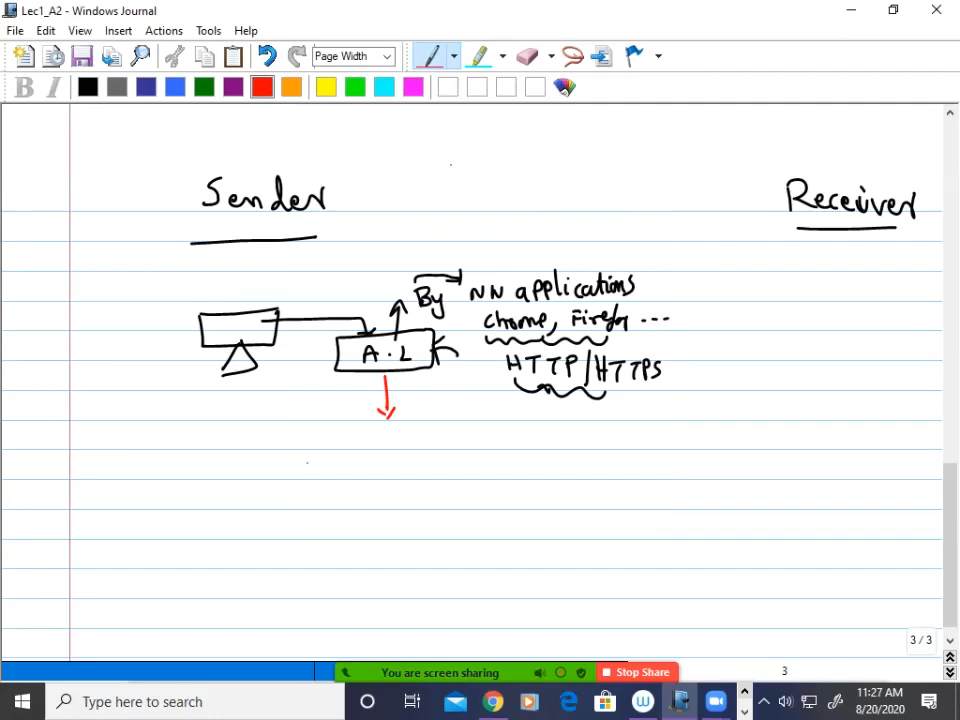 Lec1_A2 - Windows Journal
File Edit View Insert Actions Tools Help
Page Width
B I
Sender
Receiver
By NN applications
chrome, Firefox ...
A.L
HTTP/HTTPS
3 / 3
You are screen sharing
Stop Share
3
Type here to search
11:27 AM
8/20/2020